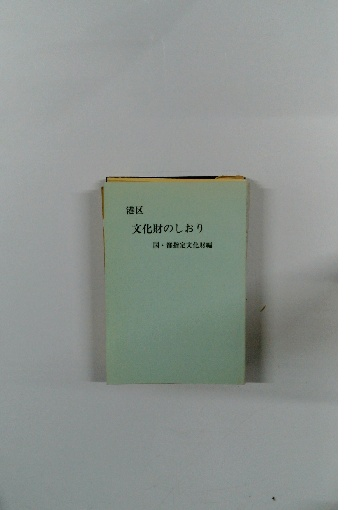 港区
文化財のしおり
国・都指定文化財編